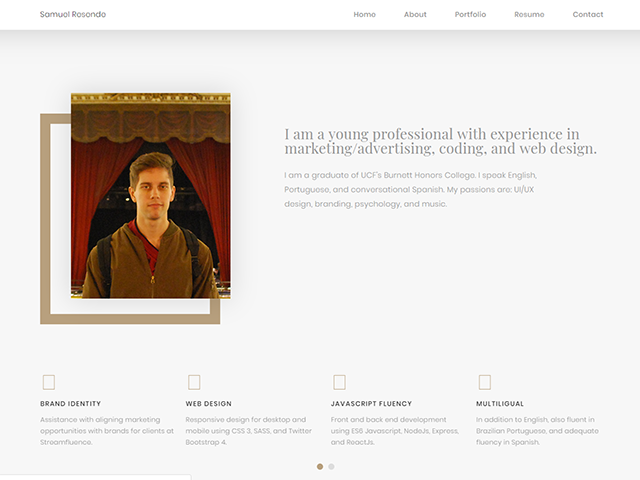 Samuel Resende
Home About Portfolio Resume Contact
I am a young professional with experience in
marketing/advertising, coding, and web design.
I am a graduate of UCF's Burnett Honors College. I speak English,
Portuguese, and conversational Spanish. My passions are: UI/UX
design, branding, psychology, and music.
BRAND IDENTITY
Assistance with aligning marketing
opportunities with brands for clients at
Streamfluence.
WEB DESIGN
Responsive design for desktop and
mobile using CSS 3, SASS, and Twitter
Bootstrap 4.
JAVASCRIPT FLUENCY
Front and back end development
using ES6 Javascript, NodeJs, Express,
and ReactJs.
MULTILIGUAL
In addition to English, also fluent in
Brazilian Portuguese, and adequate
fluency in Spanish.